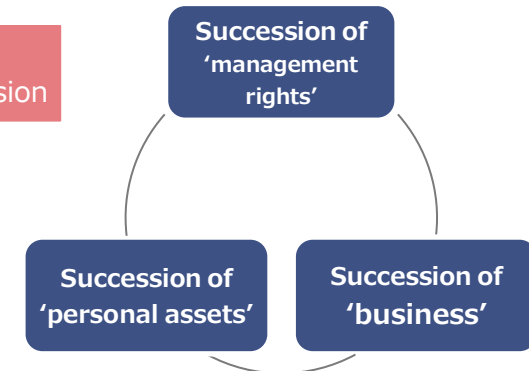 sion
Succession of
‘management
rights’
Succession of
‘personal assets’
Succession of
‘business’